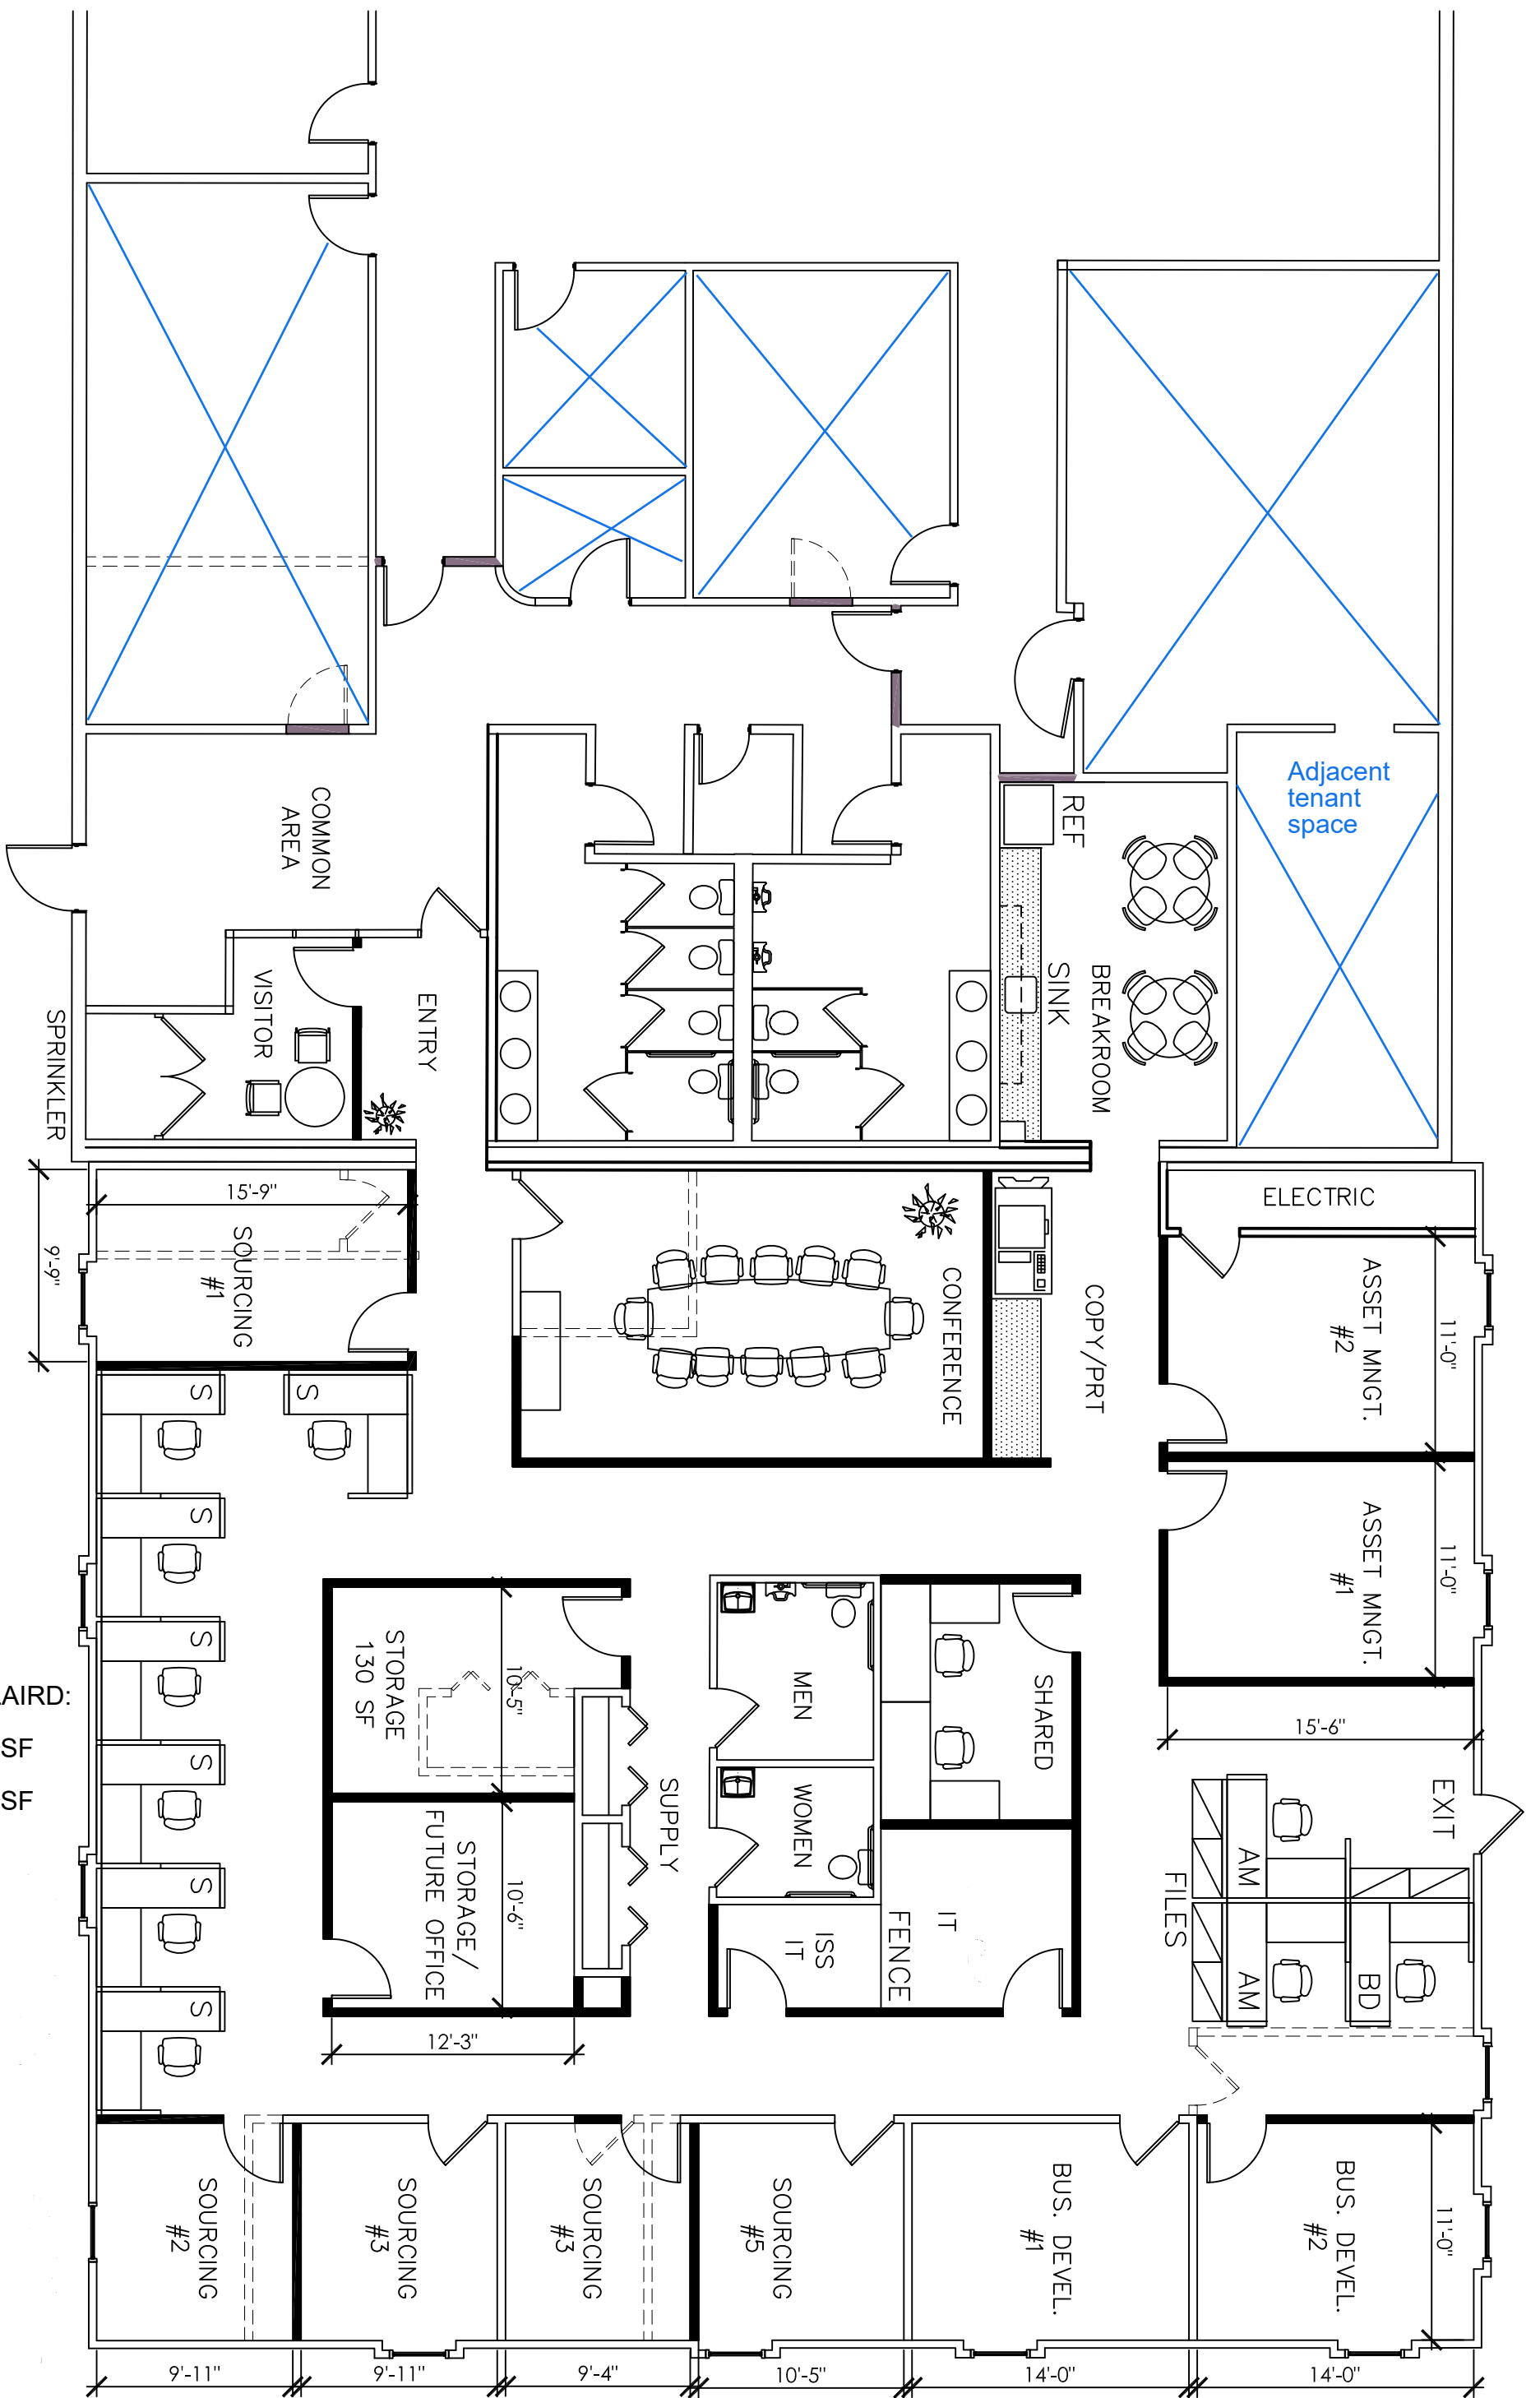 Adjacent
tenant
space
REF
COMMON
AREA
SINK
BREAKROOM
VISITOR
ENTRY
SPRINKLER
ELECTRIC
15'-9"
9'-9"
SOURCING
#1
CONFERENCE
COPY/PRT
ASSET MNGT.
#2
11'-0"
S
S
ASSET MNGT.
#1
11'-0"
S
S
S
S
S
STORAGE
130 SF
10'-5"
MEN
SHARED
15'-6"
AIRD:
SF
SF
SUPPLY
WOMEN
EXIT
STORAGE/
FUTURE OFFICE
10'-6"
AM
FILES
ISS
IT
FENCE
IT
AM
BD
12'-3"
SOURCING
#2
SOURCING
#3
SOURCING
#3
SOURCING
#5
BUS. DEVEL.
#1
BUS. DEVEL.
#2
11'-0"
9'-11"
9'-11"
9'-4"
10'-5"
14'-0"
14'-0"